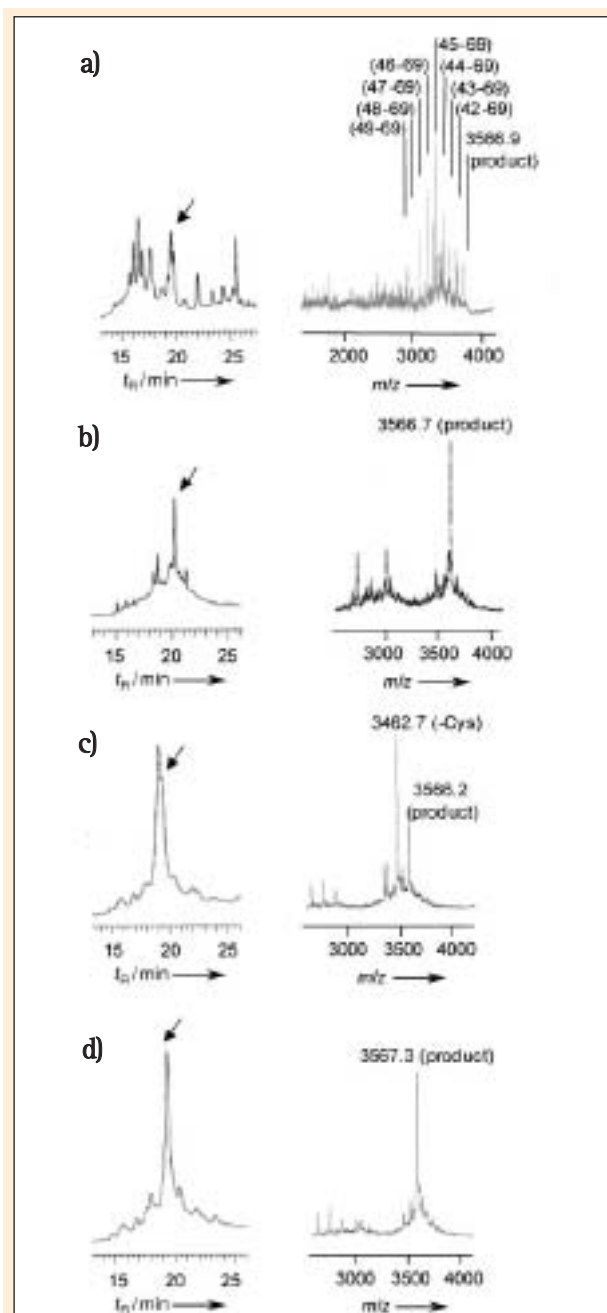 a)
(45-69)
(46-69) (44-69)
(47-69) (43-69)
(48-69) (42-69)
(49-69) 3566.9
(product)
15 20 25
2000 3000 4000
tR/min
m/z
b)
3566.7 (product)
15 20 25
3000 3500 4000
tR/min
m/z
c)
3462.7 (-Cys)
3566.2
(product)
15 20 25
3000 3500 4000
tR/min
m/z
d)
3567.3 (product)
15 20 25
3000 3500 4000
tR/min
m/z